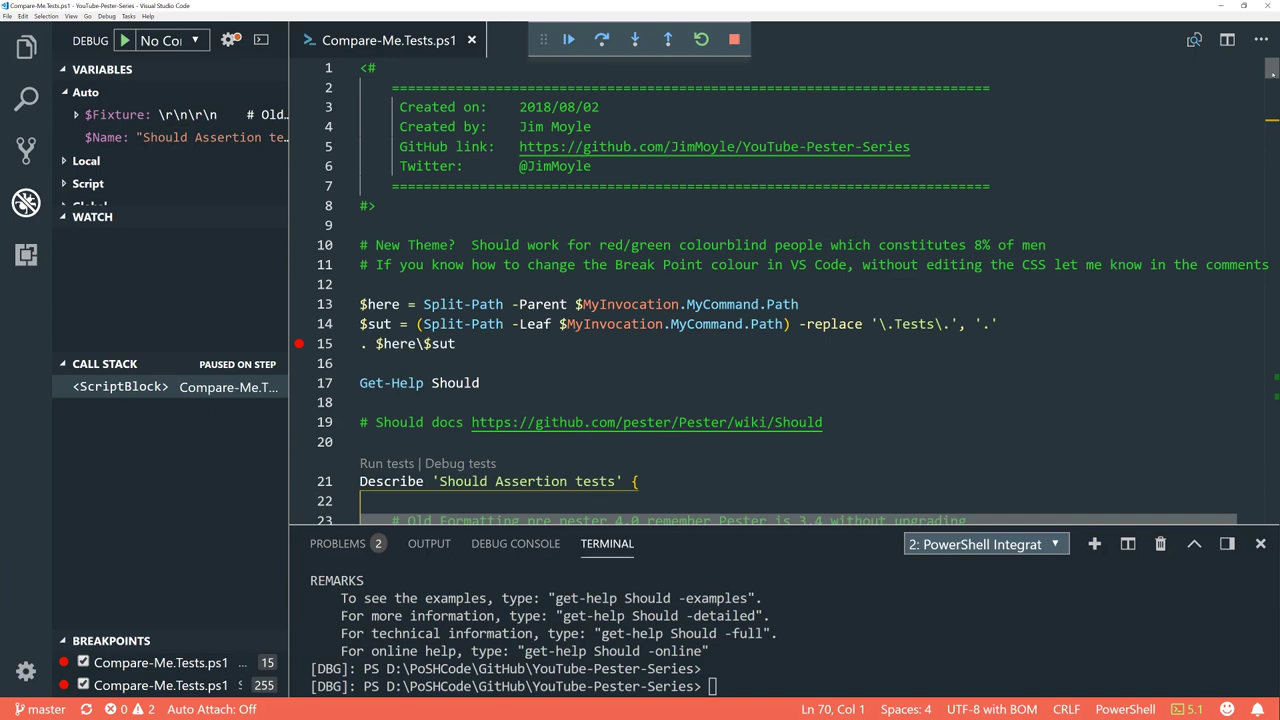 Compare-Me.Tests.ps1 - YouTube-Pester-Series - Visual Studio Code
File Edit Selection View Go Debug Tasks Help
DEBUG No Co
Compare-Me.Tests.ps1
VARIABLES
Auto
$Fixture: \r\n\r\n # Old…
$Name: "Should Assertion te…
Local
Script
Global
WATCH
CALL STACK PAUSED ON STEP
<ScriptBlock> Compare-Me.T...
BREAKPOINTS
Compare-Me.Tests.ps1 ... 15
Compare-Me.Tests.ps1 255
1 <#
2 =============================================================================
3 Created on: 2018/08/02
4 Created by: Jim Moyle
5 GitHub link: https://github.com/JimMoyle/YouTube-Pester-Series
6 Twitter: @JimMoyle
7 =============================================================================
8 #>
9
10 # New Theme? Should work for red/green colourblind people which constitutes 8% of men
11 # If you know how to change the Break Point colour in VS Code, without editing the CSS let me know in the comments
12
13 $here = Split-Path -Parent $MyInvocation.MyCommand.Path
14 $sut = (Split-Path -Leaf $MyInvocation.MyCommand.Path) -replace '\.Tests\.', '.'
15 . $here\$sut
16
17 Get-Help Should
18
19 # Should docs https://github.com/pester/Pester/wiki/Should
20
Run tests | Debug tests
21 Describe 'Should Assertion tests' {
22
23 # Old Formatting pre pester 4.0 remember Pester is 3.4 without upgrading
PROBLEMS 2 OUTPUT DEBUG CONSOLE TERMINAL 2: PowerShell Integrat
REMARKS
To see the examples, type: "get-help Should -examples".
For more information, type: "get-help Should -detailed".
For technical information, type: "get-help Should -full".
For online help, type: "get-help Should -online"
[DBG]: PS D:\PoSHCode\GitHub\YouTube-Pester-Series>
[DBG]: PS D:\PoSHCode\GitHub\YouTube-Pester-Series>
master 0 2 Auto Attach: Off Ln 70, Col 1 Spaces: 4 UTF-8 with BOM CRLF PowerShell 5.1